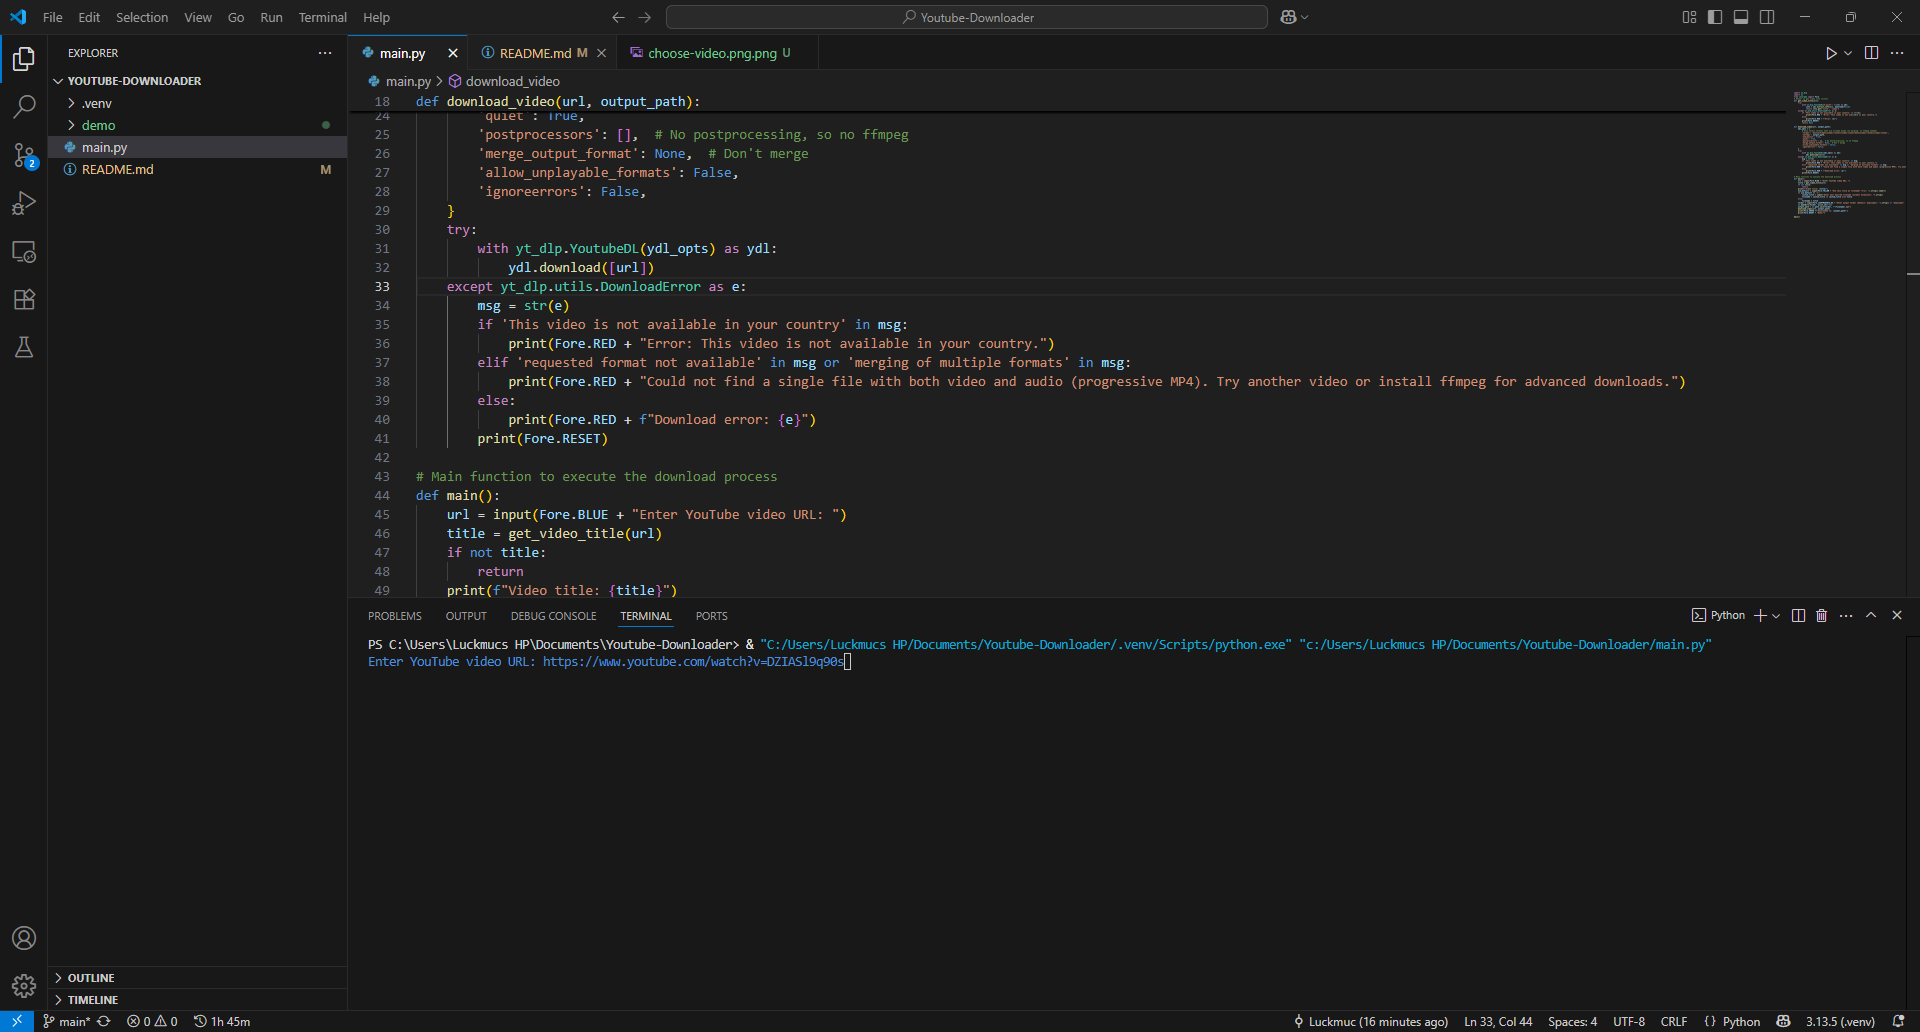 File Edit Selection View Go Run Terminal Help
Youtube-Downloader
EXPLORER
YOUTUBE-DOWNLOADER
.venv
demo
main.py
README.md M
OUTLINE
TIMELINE
main.py README.md M choose-video.png.png U
main.py > download_video
18 def download_video(url, output_path):
24 'quiet': True,
25 'postprocessors': [], # No postprocessing, so no ffmpeg
26 'merge_output_format': None, # Don't merge
27 'allow_unplayable_formats': False,
28 'ignoreerrors': False,
29 }
30 try:
31 with yt_dlp.YoutubeDL(ydl_opts) as ydl:
32 ydl.download([url])
33 except yt_dlp.utils.DownloadError as e:
34 msg = str(e)
35 if 'This video is not available in your country' in msg:
36 print(Fore.RED + "Error: This video is not available in your country.")
37 elif 'requested format not available' in msg or 'merging of multiple formats' in msg:
38 print(Fore.RED + "Could not find a single file with both video and audio (progressive MP4). Try another video or install ffmpeg for advanced downloads.")
39 else:
40 print(Fore.RED + f"Download error: {e}")
41 print(Fore.RESET)
42
43 # Main function to execute the download process
44 def main():
45 url = input(Fore.BLUE + "Enter YouTube video URL: ")
46 title = get_video_title(url)
47 if not title:
48 return
49 print(f"Video title: {title}")
PROBLEMS OUTPUT DEBUG CONSOLE TERMINAL PORTS
Python
PS C:\Users\Luckmucs HP\Documents\Youtube-Downloader> & "C:/Users/Luckmucs HP/Documents/Youtube-Downloader/.venv/Scripts/python.exe" "c:/Users/Luckmucs HP/Documents/Youtube-Downloader/main.py"
Enter YouTube video URL: https://www.youtube.com/watch?v=DZIASl9q90s
2
main* 0 0 1h 45m
Luckmuc (16 minutes ago) Ln 33, Col 44 Spaces: 4 UTF-8 CRLF {} Python 3.13.5 (.venv)